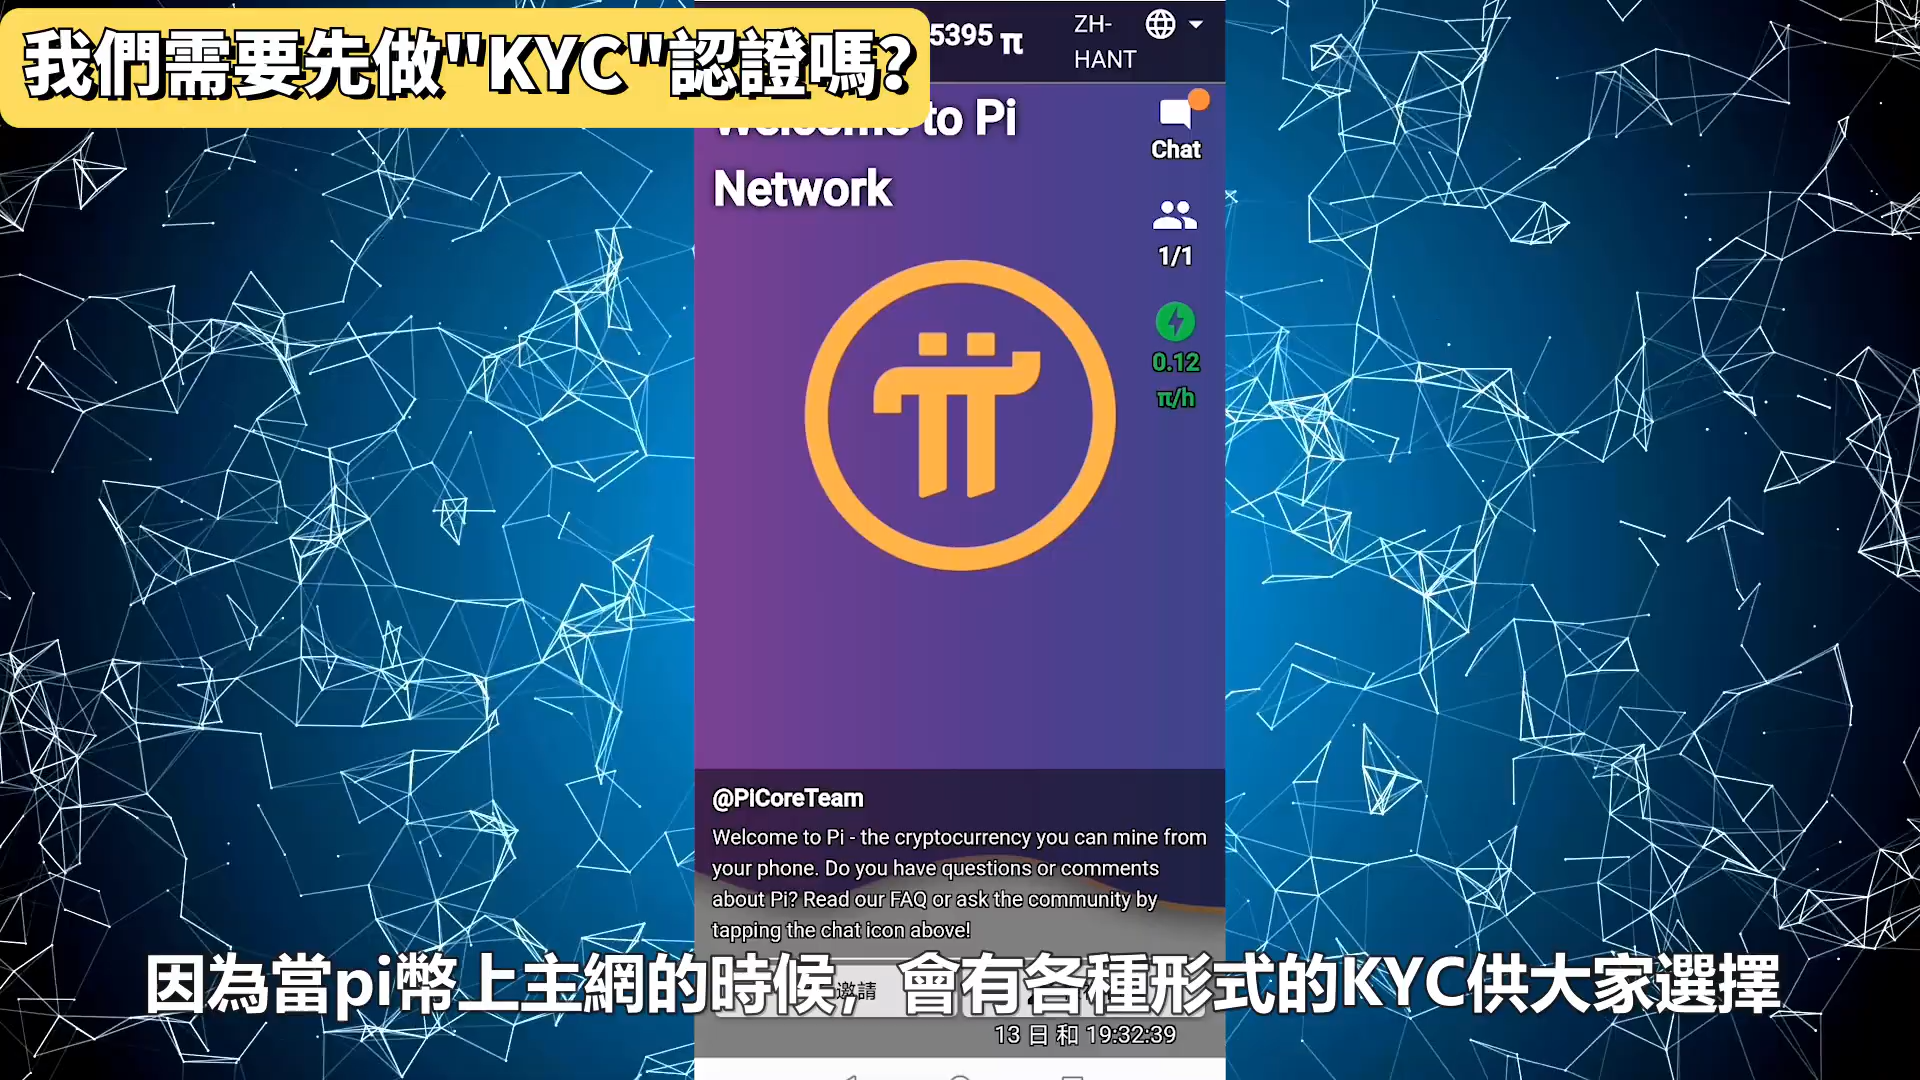 我們需要先做"KYC"認證嗎?
5395 π
ZH-
HANT
Welcome to Pi
Network
Chat
1/1
0.12
π/h
@PiCoreTeam
Welcome to Pi - the cryptocurrency you can mine from
your phone. Do you have questions or comments
about Pi? Read our FAQ or ask the community by
tapping the chat icon above!
邀請
因為當pi幣上主網的時候，會有各種形式的KYC供大家選擇
13 日 和 19:32:39